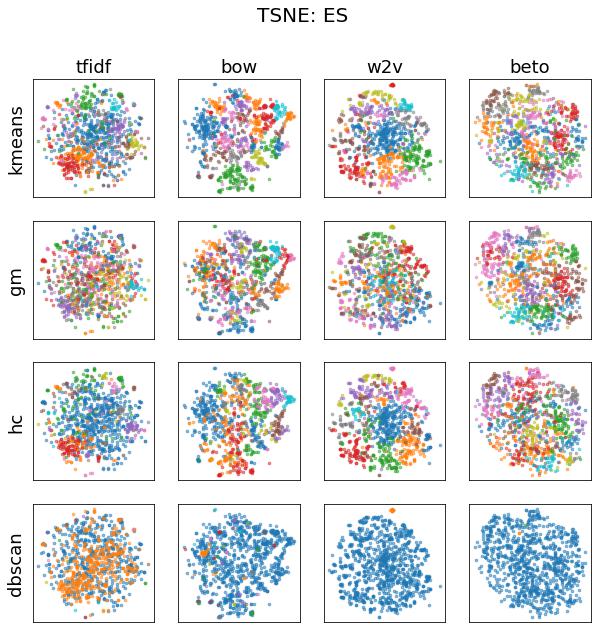 TSNE: ES
tfidf bow w2v beto
kmeans
gm
hc
dbscan